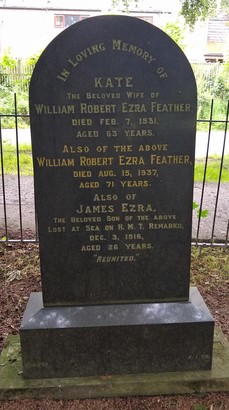 IN LOVING MEMORY OF
KATE
THE BELOVED WIFE OF
WILLIAM ROBERT EZRA FEATHER,
DIED FEB. 7, 1931,
AGED 63 YEARS.
ALSO OF THE ABOVE
WILLIAM ROBERT EZRA FEATHER,
DIED AUG. 15, 1937,
AGED 71 YEARS.
ALSO OF
JAMES EZRA,
THE BELOVED SON OF THE ABOVE
LOST AT SEA ON H.M.T. REMARKO,
DEC. 3, 1916,
AGED 26 YEARS.
"REUNITED."